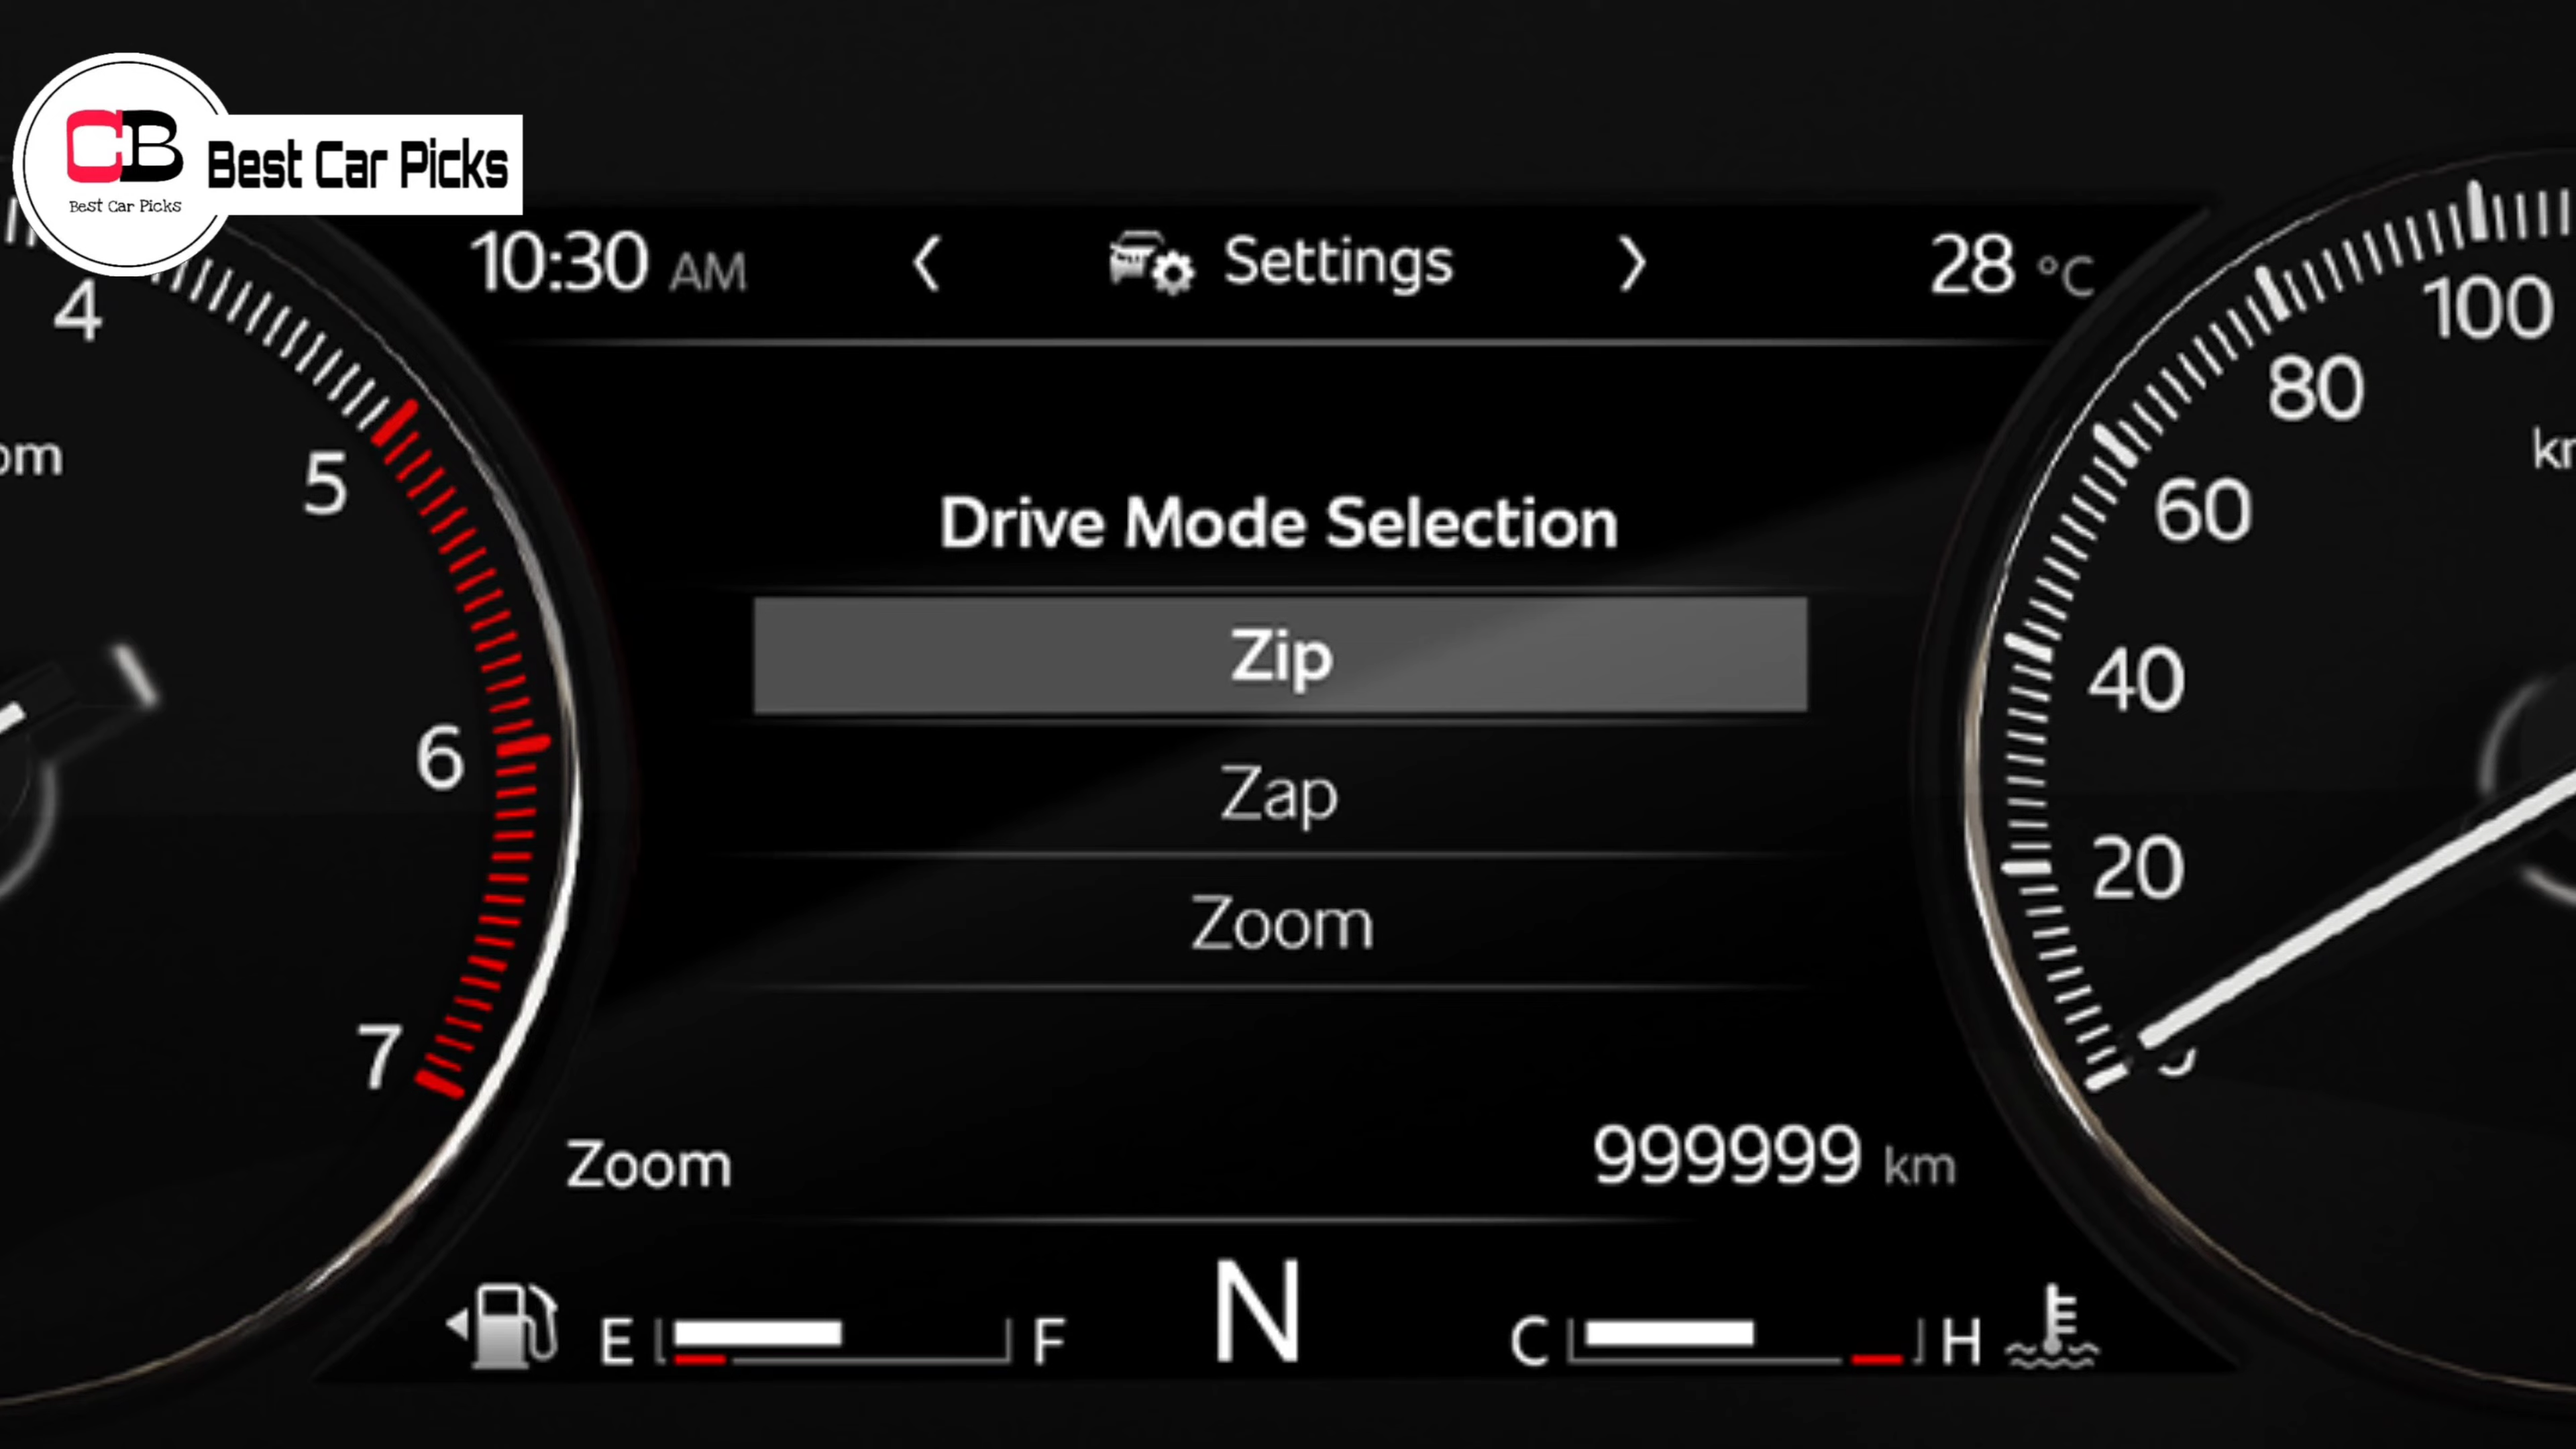 CB
Best Car Picks
Best Car Picks
10:30 AM
Settings
28 °C
4
5
6
7
Drive Mode Selection
Zip
Zap
Zoom
100
80
60
40
20
Zoom
999999 km
E
F
N
C
H